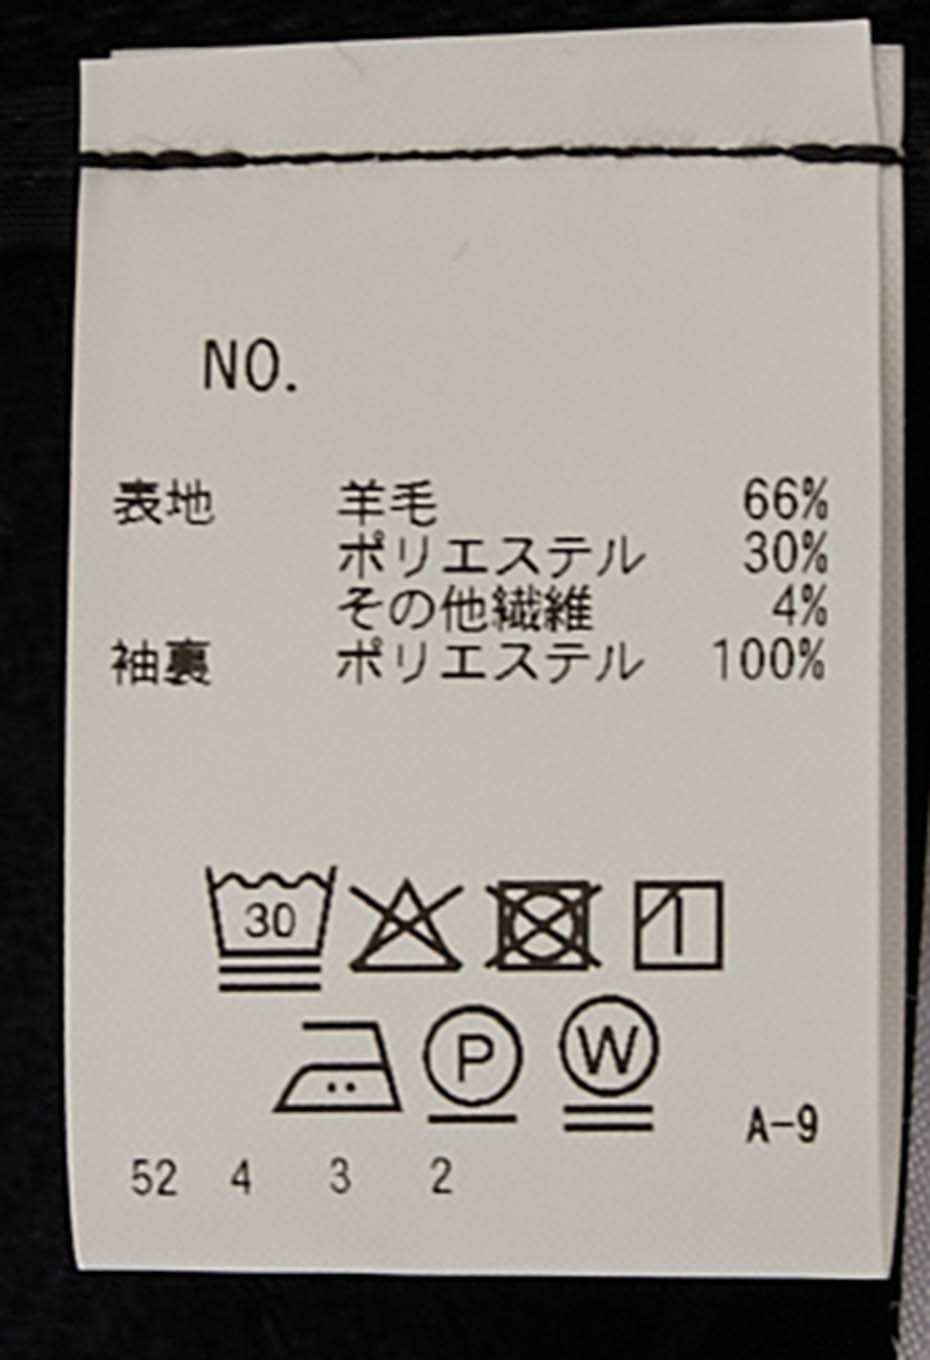 NO.
表地 羊毛 66%
ポリエステル 30%
その他繊維 4%
袖裏 ポリエステル 100%
30
P W
A-9
52 4 3 2